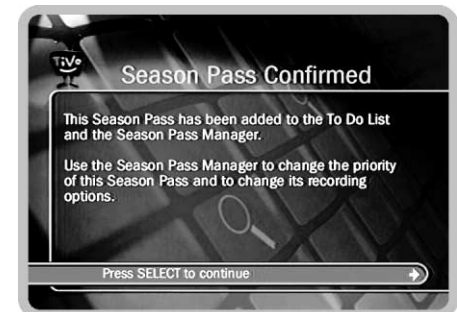 TiVo
Season Pass Confirmed
This Season Pass has been added to the To Do List
and the Season Pass Manager.
Use the Season Pass Manager to change the priority
of this Season Pass and to change its recording
options.
Press SELECT to continue